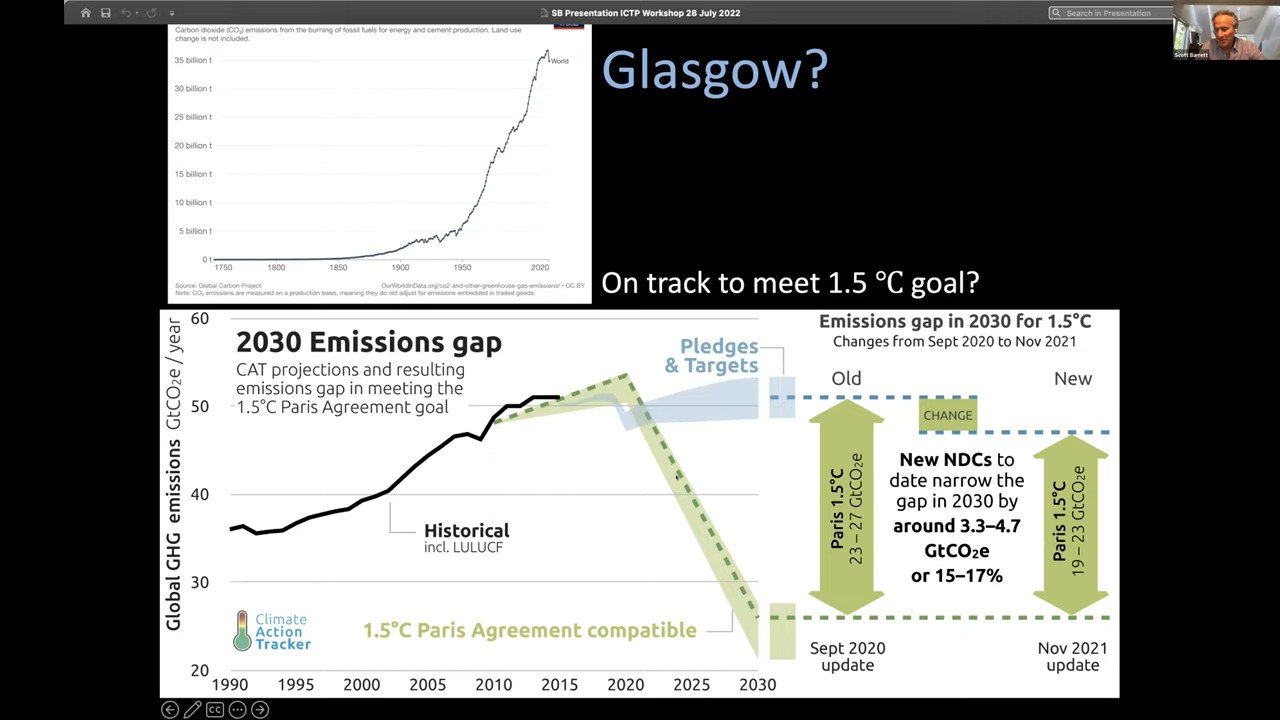 SB Presentation ICTP Workshop 28 July 2022
Search in Presentation
Scott Barrett
Carbon dioxide (CO₂) emissions from the burning of fossil fuels for energy and cement production. Land use
change is not included.
35 billion t
30 billion t
25 billion t
20 billion t
15 billion t
10 billion t
5 billion t
0 t
World
1750
1800
1850
1900
1950
2020
Source: Global Carbon Project
OurWorldInData.org/co2-and-other-greenhouse-gas-emissions/ • CC BY
Note: CO₂ emissions are measured on a production basis, meaning they do not adjust for emissions embedded in traded goods.
Glasgow?
On track to meet 1.5 ℃ goal?
Global GHG emissions GtCO₂e / year
60
50
40
30
20
2030 Emissions gap
CAT projections and resulting
emissions gap in meeting the
1.5°C Paris Agreement goal
Pledges
& Targets
Historical
incl. LULUCF
Climate
Action
Tracker
1.5°C Paris Agreement compatible
1990
1995
2000
2005
2010
2015
2020
2025
2030
Emissions gap in 2030 for 1.5°C
Changes from Sept 2020 to Nov 2021
Old
New
CHANGE
Paris 1.5°C
23 – 27 GtCO₂e
New NDCs to
date narrow the
gap in 2030 by
around 3.3–4.7
GtCO₂e
or 15–17%
Paris 1.5°C
19 – 23 GtCO₂e
Sept 2020
update
Nov 2021
update
CC